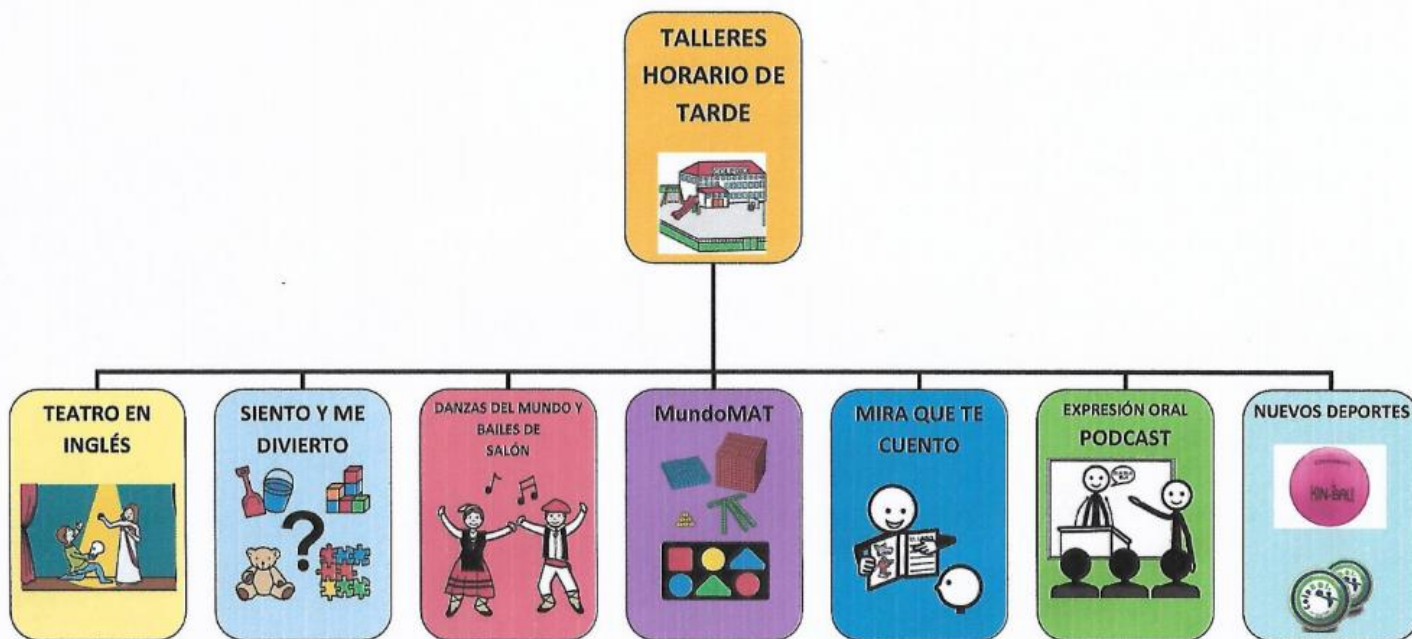 TALLERES
HORARIO DE
TARDE
COLEGIO
TEATRO EN
INGLÉS
SIENTO Y ME
DIVIERTO
DANZAS DEL MUNDO Y
BAILES DE
SALÓN
MundoMAT
MIRA QUE TE
CUENTO
EXPRESIÓN ORAL
PODCAST
NUEVOS DEPORTES
KIN-BALL